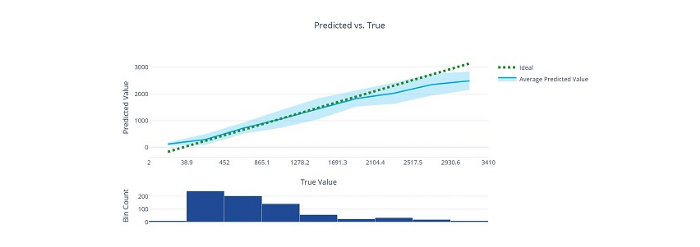 Predicted vs. True
Predicted Value
3000
2000
1000
0
2 38.9 452 865.1 1278.2 1691.3 2104.4 2517.5 2930.6 3410
True Value
Ideal
Average Predicted Value
Bin Count
200
100
0